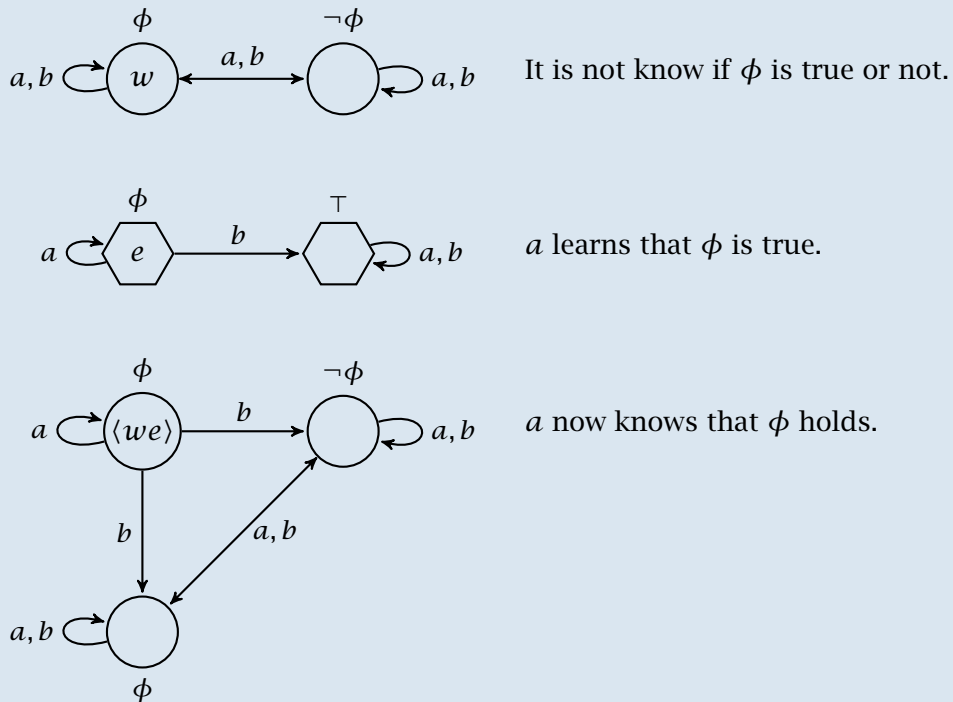 ϕ ¬ϕ
a, b w a, b a, b It is not know if ϕ is true or not.
ϕ ⊤
a e b a, b a learns that ϕ is true.
ϕ ¬ϕ
a ⟨we⟩ b a, b a now knows that ϕ holds.
b a, b
a, b
ϕ